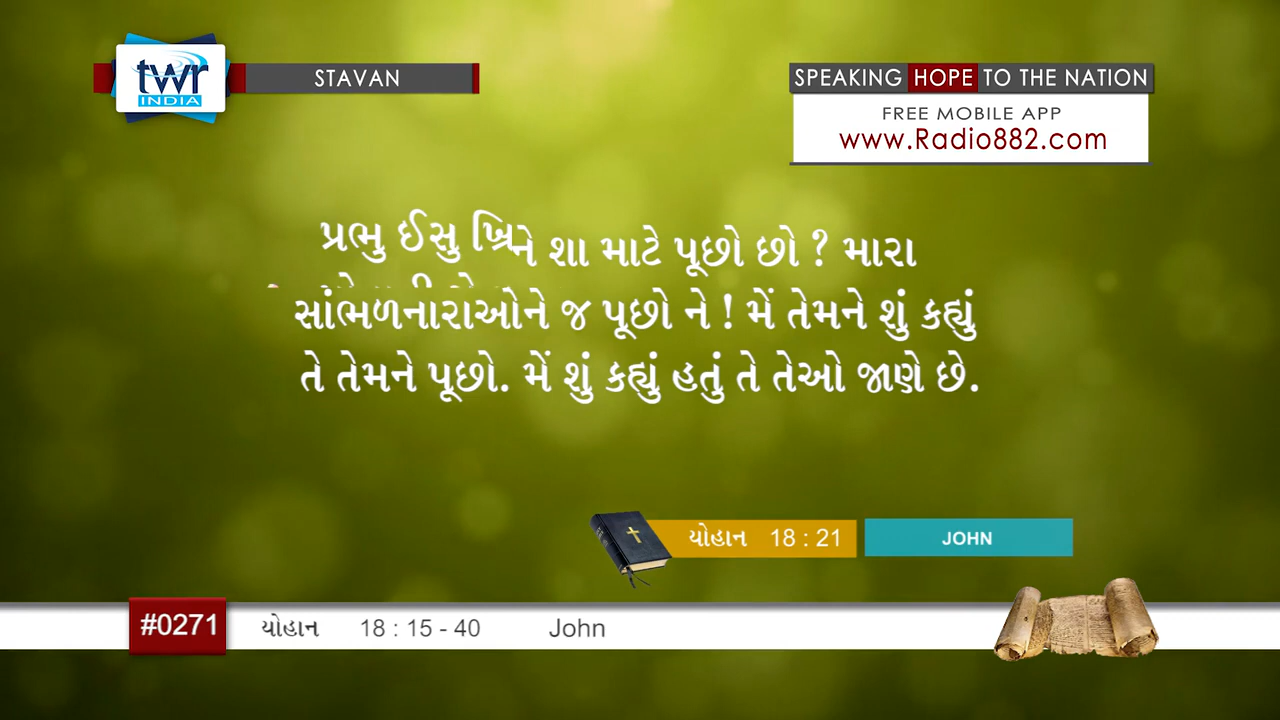 twr
INDIA
STAVAN
SPEAKING HOPE TO THE NATION
FREE MOBILE APP
www.Radio882.com
પ્રભુ ઈસુ ને શા માટે પૂછો છો ? મારા
સાંભળનારાઓને જ પૂછો ને ! મેં તેમને શું કહ્યું
તે તેમને પૂછો. મેં શું કહ્યું હતું તે તેઓ જાણે છે.
યોહાન 18 : 21 JOHN
#0271 યોહાન 18 : 15 - 40 John